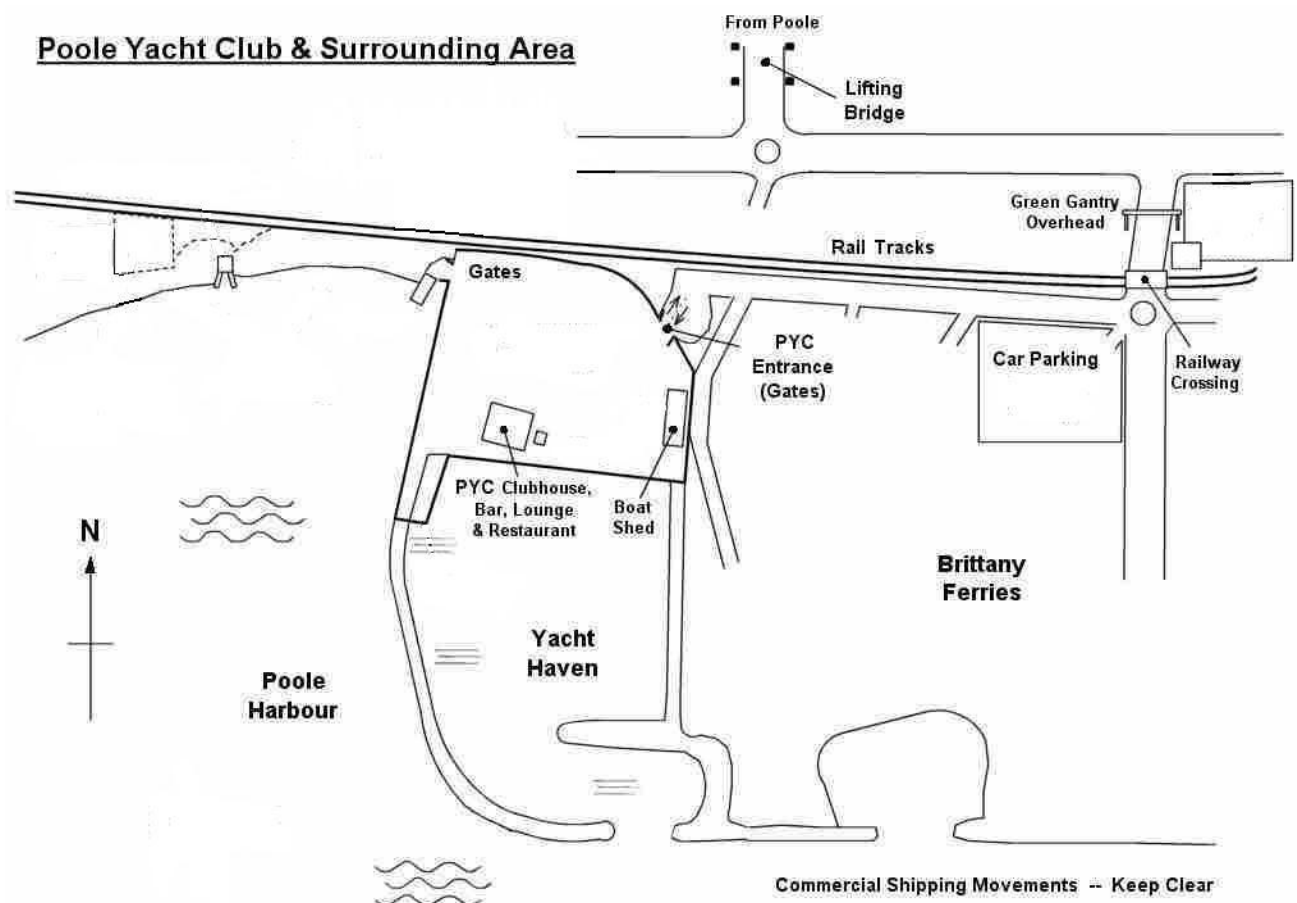 From Poole
Poole Yacht Club & Surrounding Area
Lifting
Bridge
Green Gantry
Overhead
Rail Tracks
Gates
PYC
Entrance
(Gates)
Car Parking
Railway
Crossing
PYC Clubhouse,
Bar, Lounge
& Restaurant
Boat
Shed
N
Brittany
Ferries
Yacht
Haven
Poole
Harbour
Commercial Shipping Movements -- Keep Clear